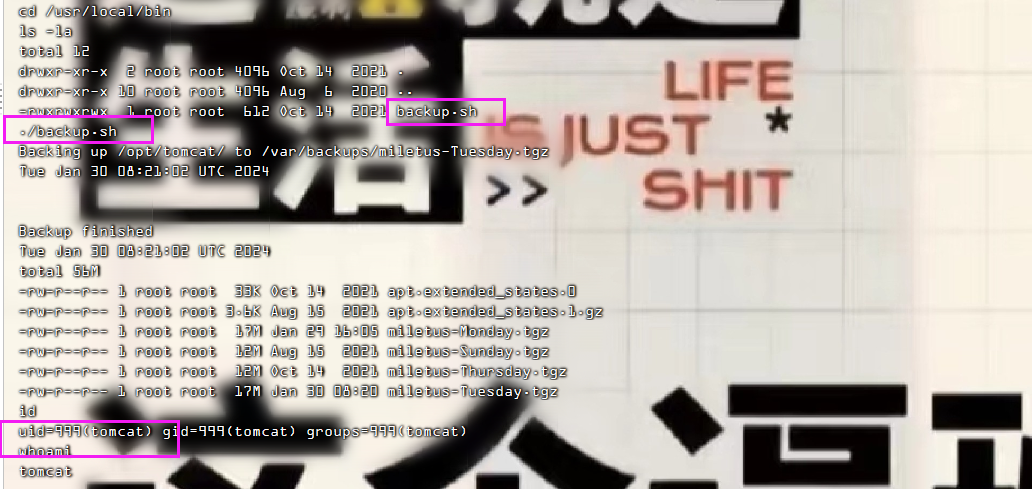 cd /usr/local/bin
ls -la
total 12
drwxr-xr-x  2 root root 4096 Oct 14  2021 .
drwxr-xr-x 10 root root 4096 Aug  6  2020 ..
-rwxrwxrwx  1 root root  612 Oct 14  2021 backup.sh
./backup.sh
Backing up /opt/tomcat/ to /var/backups/miletus-Tuesday.tgz
Tue Jan 30 08:21:02 UTC 2024
Backup finished
Tue Jan 30 08:21:02 UTC 2024
total 56M
-rw-r--r-- 1 root root  33K Oct 14  2021 apt.extended_states.0
-rw-r--r-- 1 root root 3.6K Aug 15  2021 apt.extended_states.1.gz
-rw-r--r-- 1 root root  17M Jan 29 16:05 miletus-Monday.tgz
-rw-r--r-- 1 root root  12M Aug 15  2021 miletus-Sunday.tgz
-rw-r--r-- 1 root root  12M Oct 14  2021 miletus-Thursday.tgz
-rw-r--r-- 1 root root  17M Jan 30 08:20 miletus-Tuesday.tgz
id
uid=999(tomcat) gid=999(tomcat) groups=999(tomcat)
whoami
tomcat
生活
LIFE
IS JUST *
>> SHIT